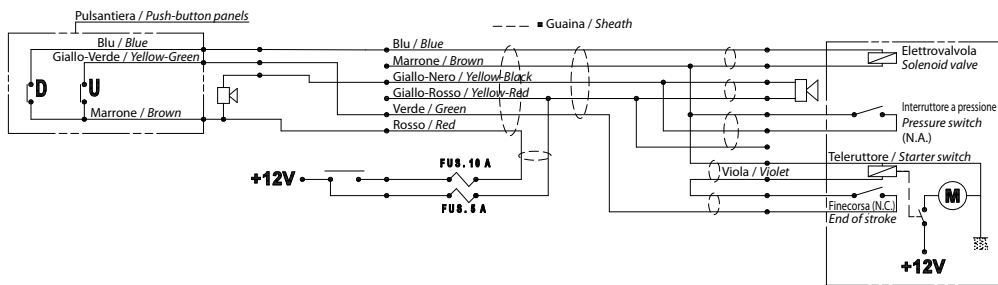 Pulsantiera / Push-button panels
Blu / Blue
Giallo-Verde / Yellow-Green
D
U
Marrone / Brown
Guaina / Sheath
Blu / Blue
Marrone / Brown
Giallo-Nero / Yellow-Black
Giallo-Rosso / Yellow-Red
Verde / Green
Rosso / Red
+12V
FUS. 10 A
FUS. 5 A
Elettrovalvola
Solenoid valve
Interruttore a pressione
Pressure switch
(N.A.)
Teleruttore / Starter switch
Viola / Violet
Finecorsa (N.C.)
End of stroke
M
+12V